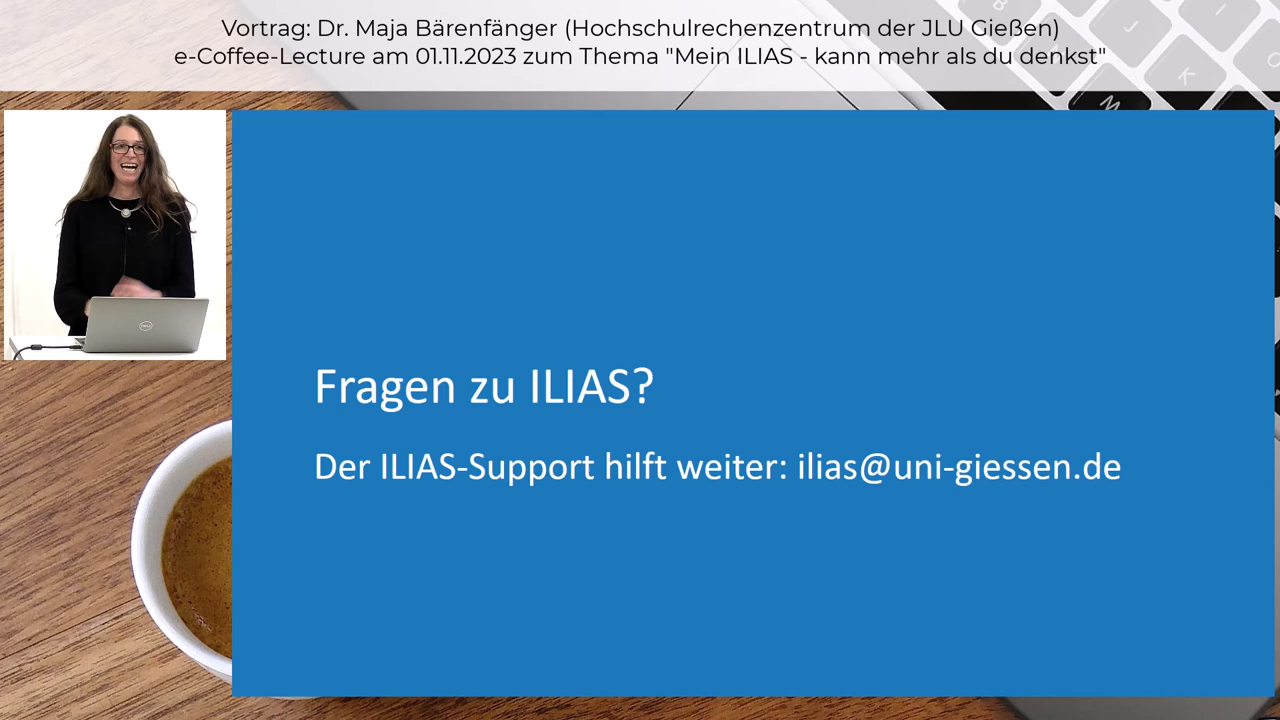 Vortrag: Dr. Maja Bärenfänger (Hochschulrechenzentrum der JLU Gießen)
e-Coffee-Lecture am 01.11.2023 zum Thema "Mein ILIAS - kann mehr als du denkst"
Fragen zu ILIAS?
Der ILIAS-Support hilft weiter: ilias@uni-giessen.de
B
J
I
K
O
M
DELL